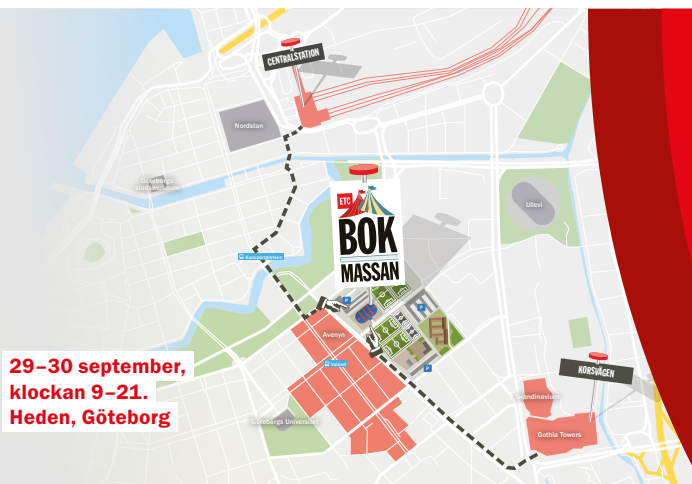 CENTRALSTATION
Nordstan
Göteborgs
stadsmuseum
Ullevi
ETC
BOK
MASSAN
Kungsportsplatsen
P
P
Avenyn
Valand
P
KORSVÄGEN
29–30 september,
klockan 9–21.
Heden, Göteborg
Skandinavium
Göteborgs Universitet
Gothia Towers